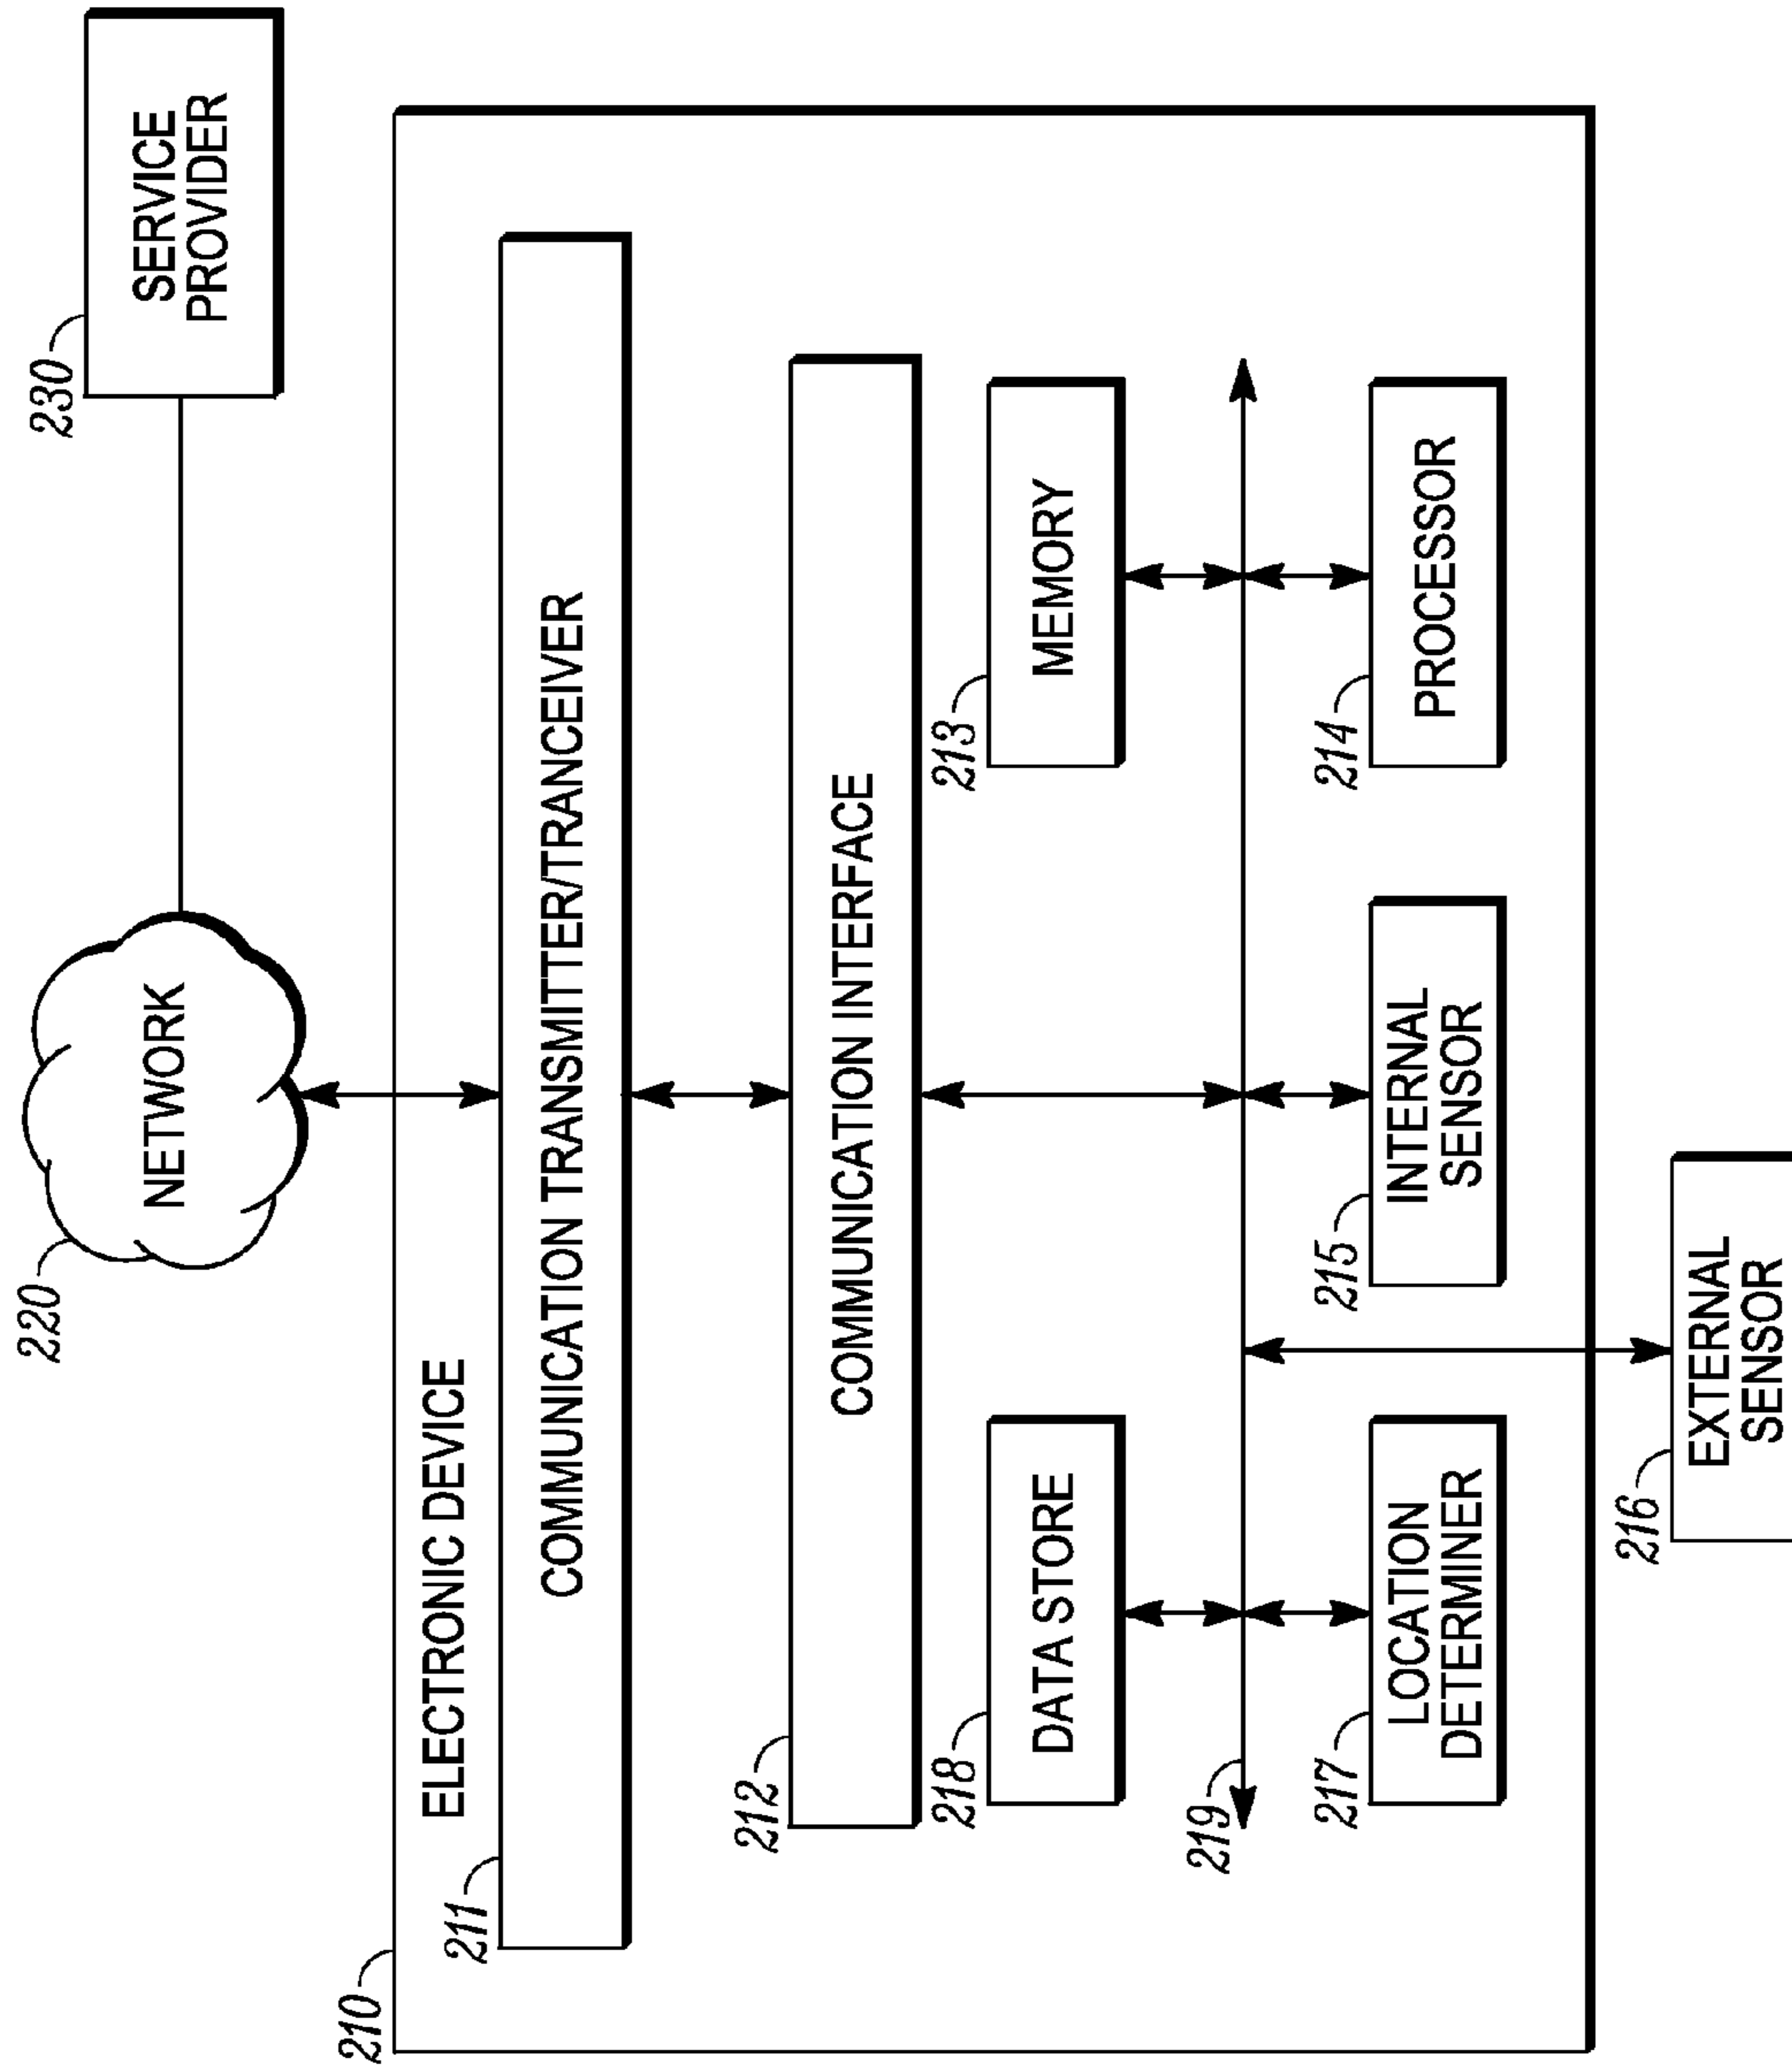 220
NETWORK
230
SERVICE
PROVIDER
210
ELECTRONIC DEVICE
211
COMMUNICATION TRANSMITTER/TRANCEIVER
212
COMMUNICATION INTERFACE
218
DATA STORE
213
MEMORY
219
217
LOCATION
DETERMINER
215
INTERNAL
SENSOR
214
PROCESSOR
216
EXTERNAL
SENSOR